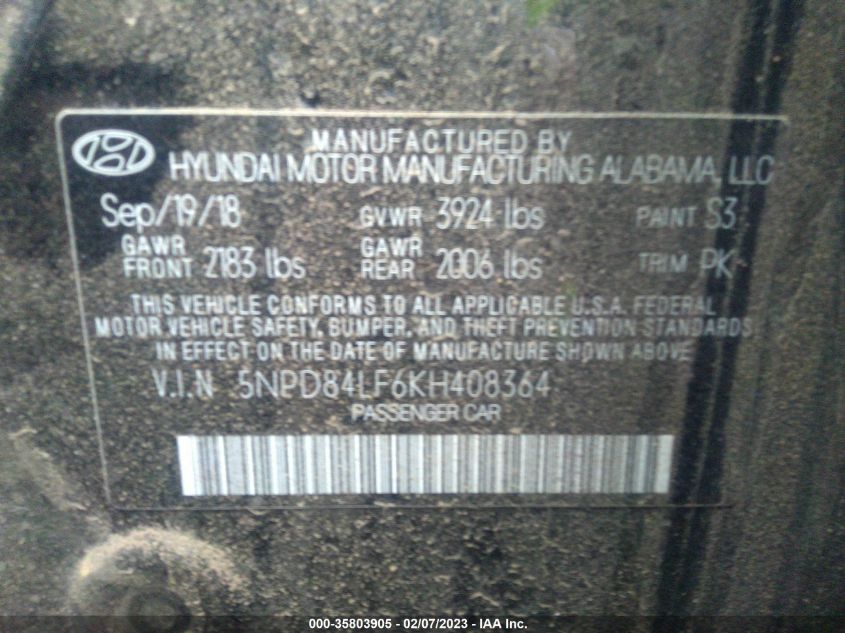 MANUFACTURED BY
HYUNDAI MOTOR MANUFACTURING ALABAMA, LLC
Sep/19/18 GVWR 3924 lbs PAINT S3
GAWR FRONT 2183 lbs GAWR REAR 2006 lbs TRIM PK
THIS VEHICLE CONFORMS TO ALL APPLICABLE U.S.A. FEDERAL
MOTOR VEHICLE SAFETY, BUMPER, AND THEFT PREVENTION STANDARDS
IN EFFECT ON THE DATE OF MANUFACTURE SHOWN ABOVE
V.I.N 5NPD84LF6KH408364
PASSENGER CAR
000-35803905 - 02/07/2023 - IAA Inc.